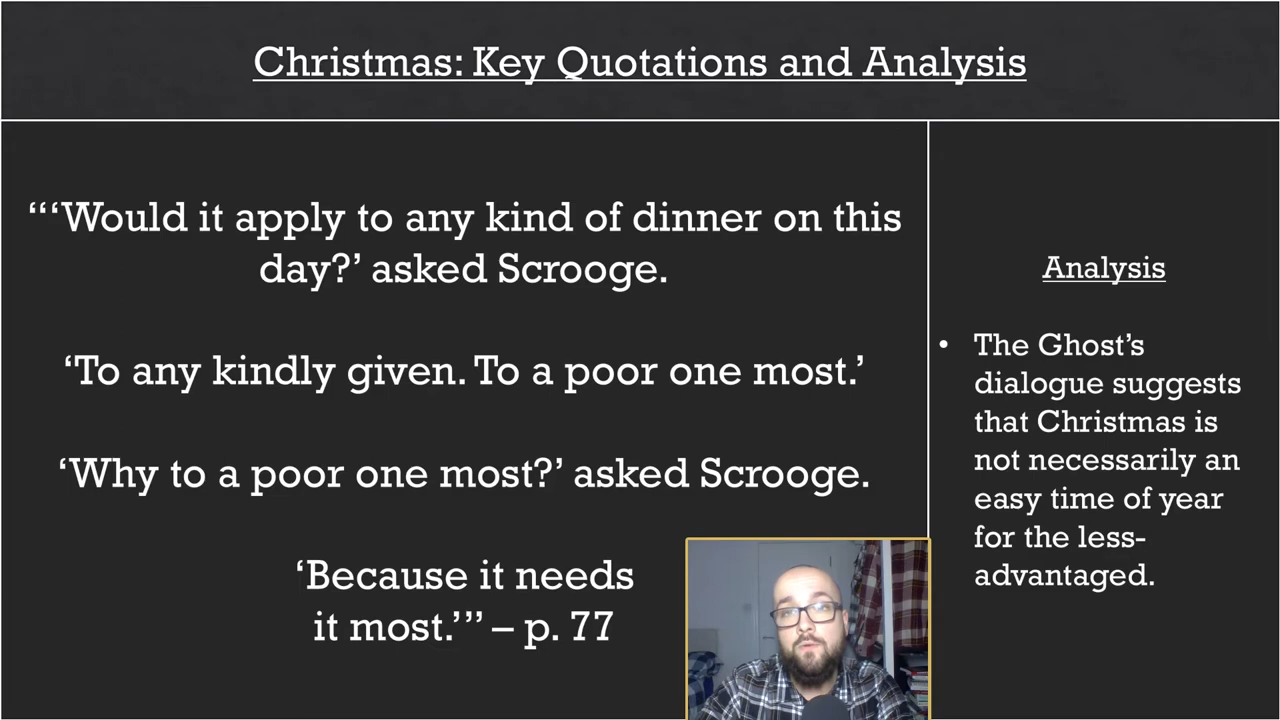 Christmas: Key Quotations and Analysis
“‘Would it apply to any kind of dinner on this
day?’ asked Scrooge.
‘To any kindly given. To a poor one most.’
‘Why to a poor one most?’ asked Scrooge.
‘Because it needs
it most.’” – p. 77
Analysis
• The Ghost’s
dialogue suggests
that Christmas is
not necessarily an
easy time of year
for the less-
advantaged.